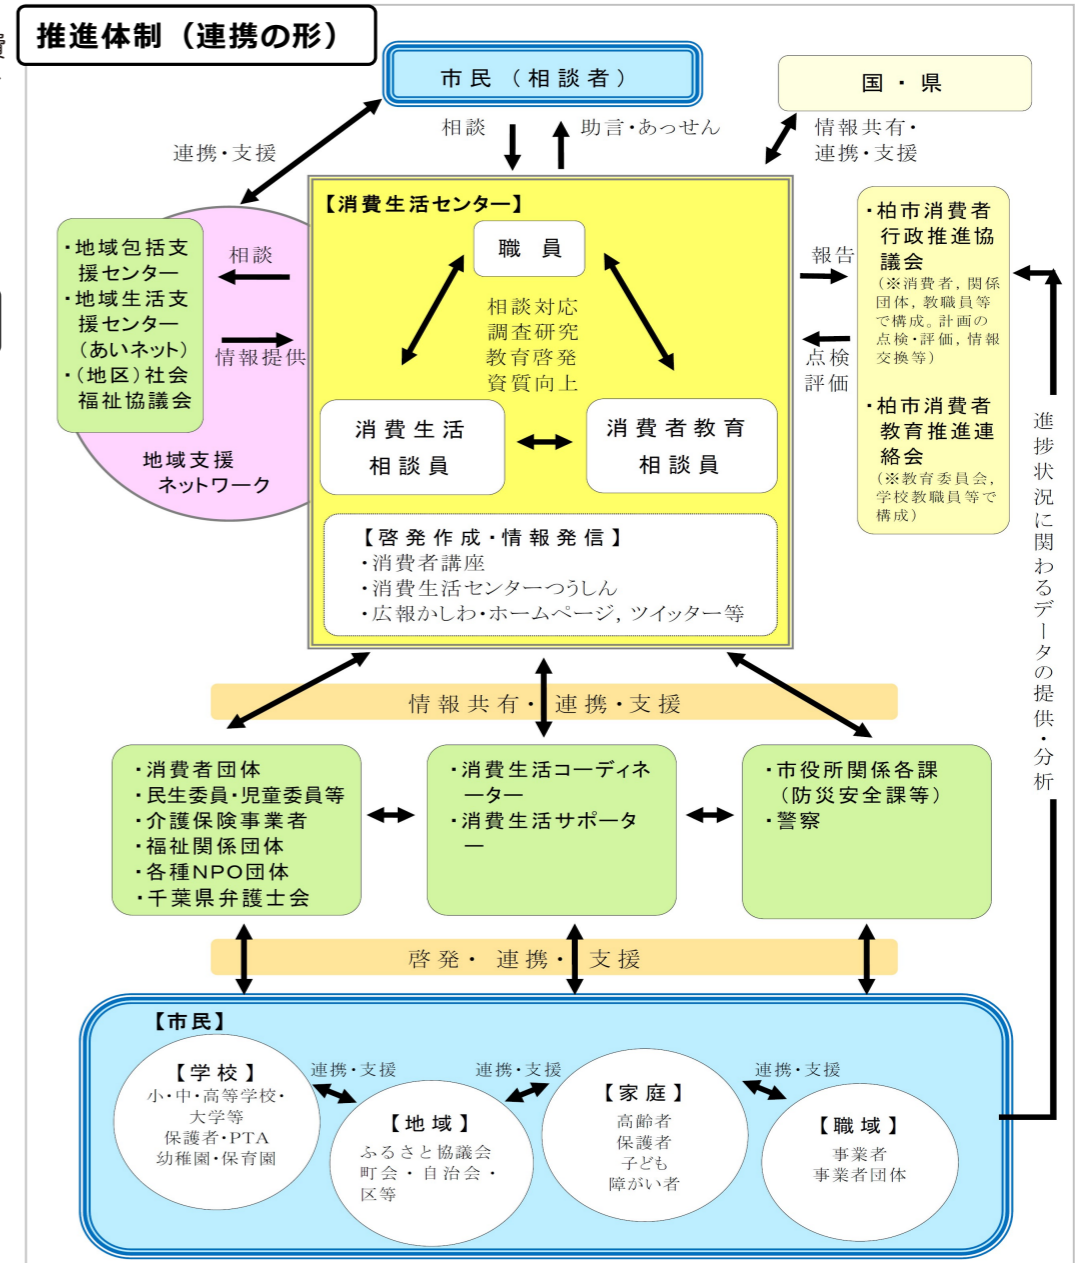 推進体制（連携の形）
市民（相談者）
国・県
相談
助言・あっせん
情報共有・
連携・支援
連携・支援
【消費生活センター】
職員
・地域包括支
援センター
・地域生活支
援センター
（あいネット）
・（地区）社会
福祉協議会
相談
情報提供
地域支援
ネットワーク
相談対応
調査研究
教育啓発
資質向上
消費生活
相談員
消費者教育
相談員
【啓発作成・情報発信】
・消費者講座
・消費生活センターつうしん
・広報かしわ・ホームページ，ツイッター等
報告
点検
評価
・柏市消費者
行政推進協
議会
（※消費者，関係
団体，教職員等
で構成。計画の
点検・評価，情報
交換等）
・柏市消費者
教育推進連
絡会
（※教育委員会，
学校教職員等で
構成）
進捗状況に関わるデータの提供・分析
情報共有・ 連携・支援
・消費者団体
・民生委員・児童委員等
・介護保険事業者
・福祉関係団体
・各種NPO団体
・千葉県弁護士会
・消費生活コーディネ
ーター
・消費生活サポータ
ー
・市役所関係各課
（防災安全課等）
・警察
啓発・ 連携・ 支援
【市民】
【学校】
小・中・高等学校・
大学等
保護者・PTA
幼稚園・保育園
連携・支援
【地域】
ふるさと協議会
町会・自治会・
区等
連携・支援
【家庭】
高齢者
保護者
子ども
障がい者
連携・支援
【職域】
事業者
事業者団体